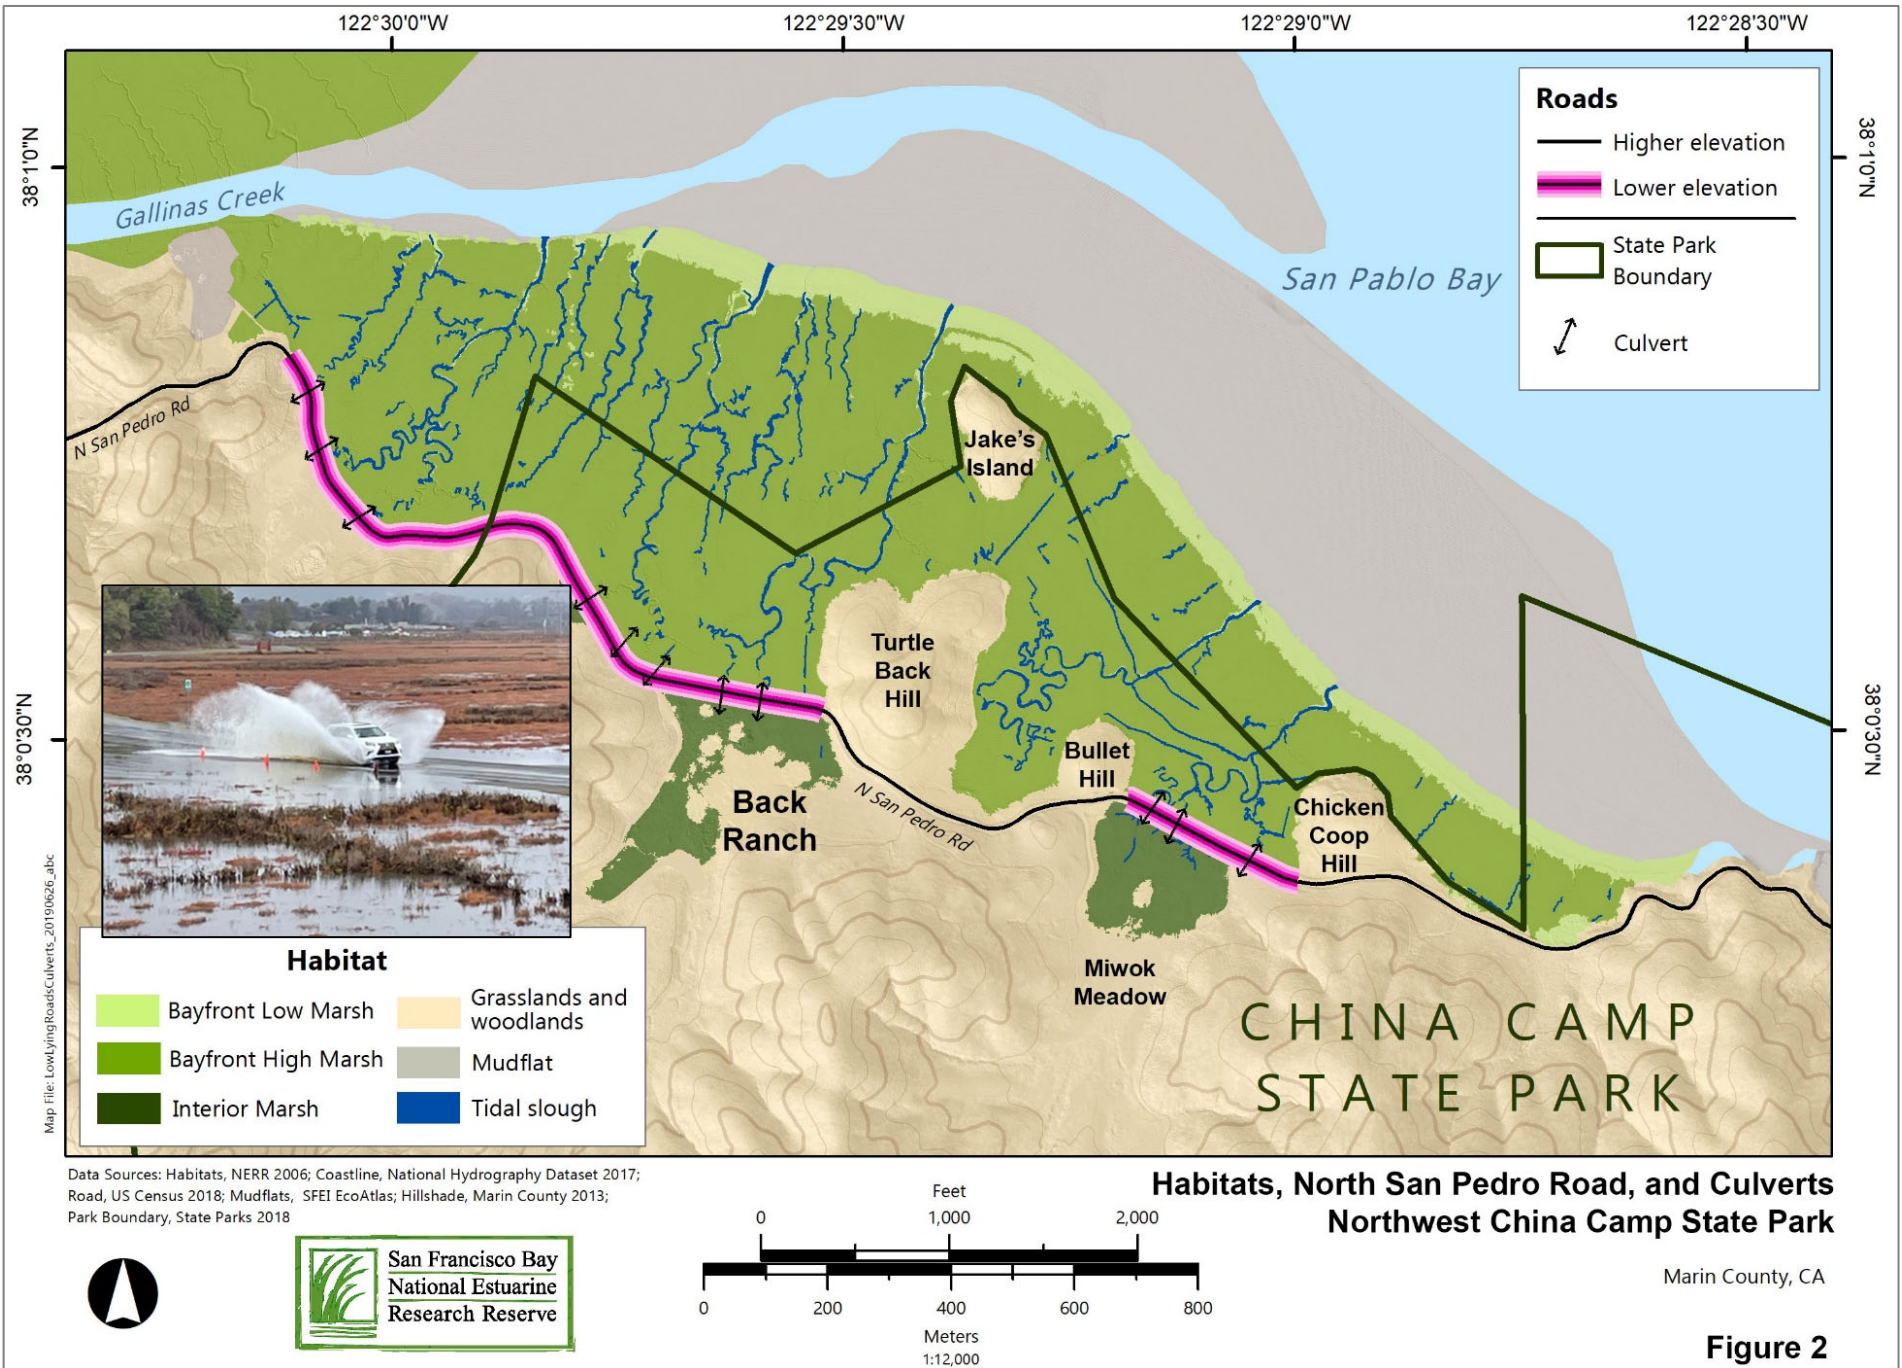 122°30'0"W
122°29'30"W
122°29'0"W
122°28'30"W
38°1'0"N
38°1'0"N
38°0'30"N
38°0'30"N
Roads
Higher elevation
Lower elevation
State Park
Boundary
Culvert
Gallinas Creek
San Pablo Bay
N San Pedro Rd
Jake's
Island
Turtle
Back
Hill
Bullet
Hill
Back
Ranch
N San Pedro Rd
Chicken
Coop
Hill
Miwok
Meadow
CHINA CAMP
STATE PARK
Habitat
Bayfront Low Marsh
Bayfront High Marsh
Interior Marsh
Grasslands and
woodlands
Mudflat
Tidal slough
Map File: LowLyingRoadsCulverts_20190626_abc
Data Sources: Habitats, NERR 2006; Coastline, National Hydrography Dataset 2017;
Road, US Census 2018; Mudflats, SFEI EcoAtlas; Hillshade, Marin County 2013;
Park Boundary, State Parks 2018
San Francisco Bay
National Estuarine
Research Reserve
Feet
0 1,000 2,000
0 200 400 600 800
Meters
1:12,000
Habitats, North San Pedro Road, and Culverts
Northwest China Camp State Park
Marin County, CA
Figure 2